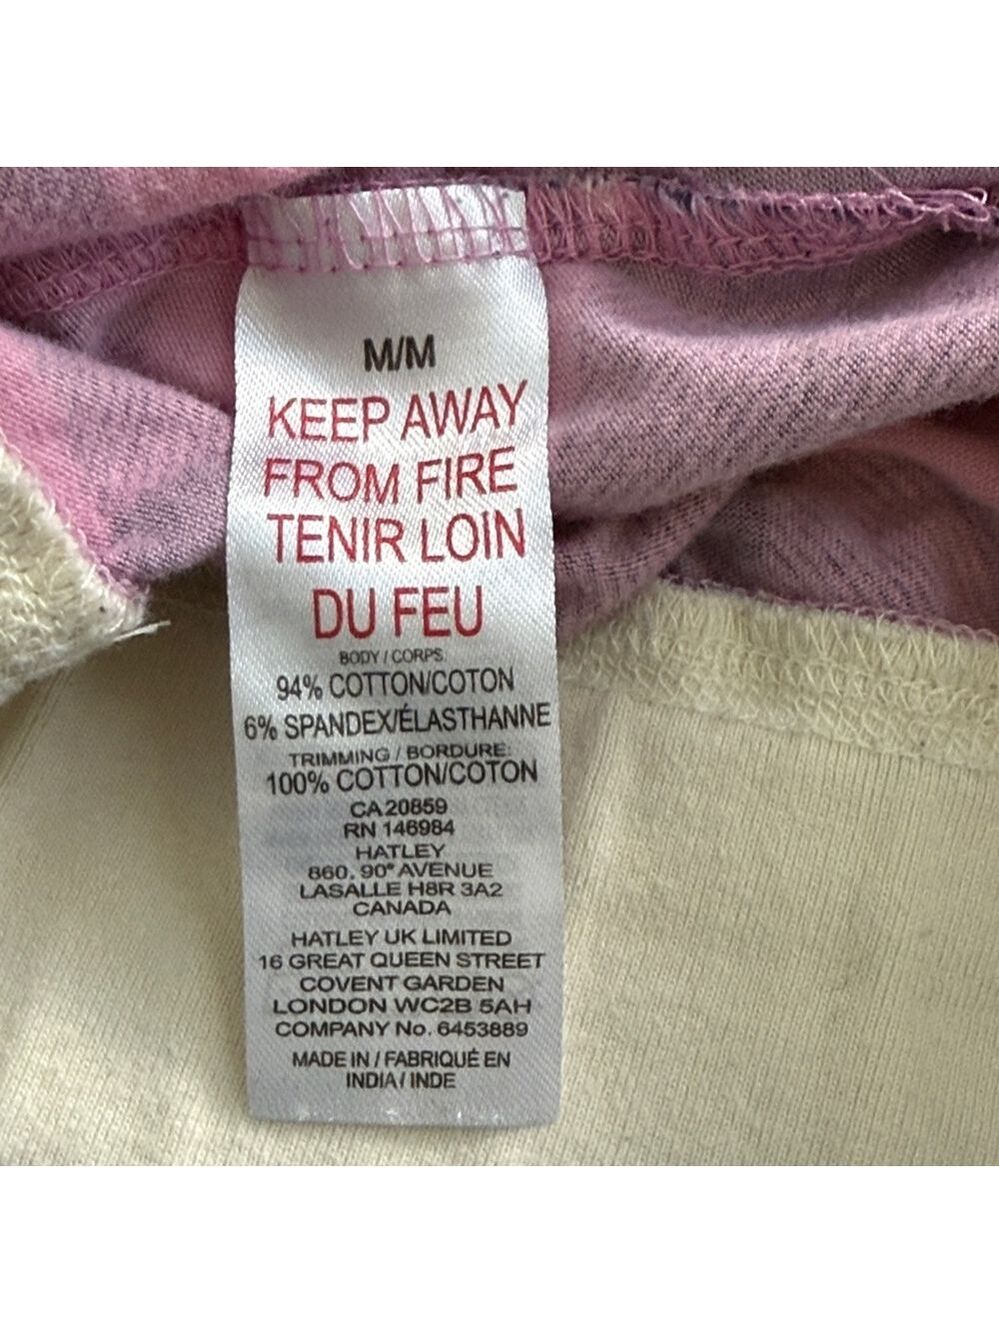 M/M
KEEP AWAY
FROM FIRE
TENIR LOIN
DU FEU
BODY / CORPS:
94% COTTON/COTON
6% SPANDEX/ÉLASTHANNE
TRIMMING / BORDURE:
100% COTTON/COTON
CA 20859
RN 146984
HATLEY
860, 90e AVENUE
LASALLE H8R 3A2
CANADA
HATLEY UK LIMITED
16 GREAT QUEEN STREET
COVENT GARDEN
LONDON WC2B 5AH
COMPANY No. 6453889
MADE IN / FABRIQUÉ EN
INDIA / INDE